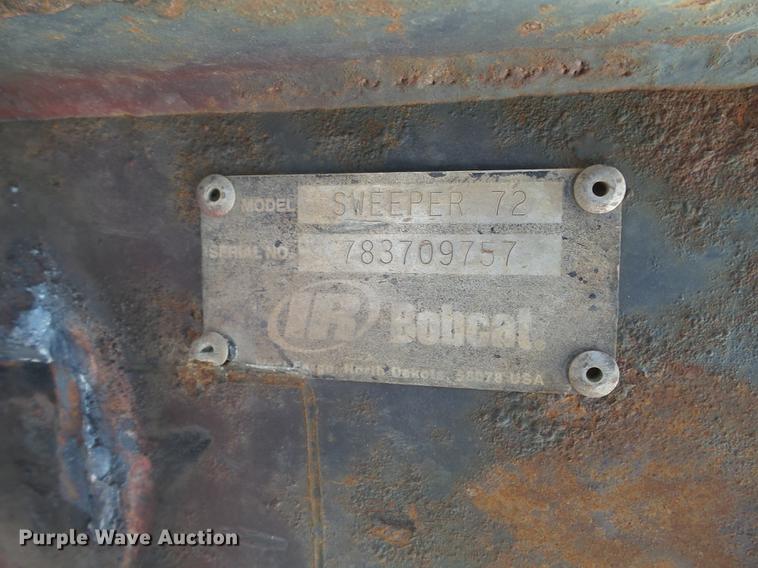 MODEL SWEEPER 72
SERIAL NO. 783709757
IR Bobcat.
North Dakota, 58078 USA
Purple Wave Auction®